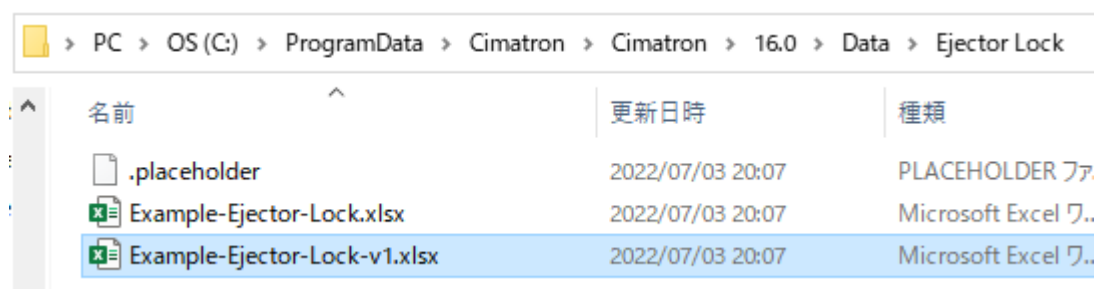 PC > OS (C:) > ProgramData > Cimatron > Cimatron > 16.0 > Data > Ejector Lock
名前 更新日時 種類
.placeholder 2022/07/03 20:07 PLACEHOLDER ファ..
Example-Ejector-Lock.xlsx 2022/07/03 20:07 Microsoft Excel ワ..
Example-Ejector-Lock-v1.xlsx 2022/07/03 20:07 Microsoft Excel ワ..